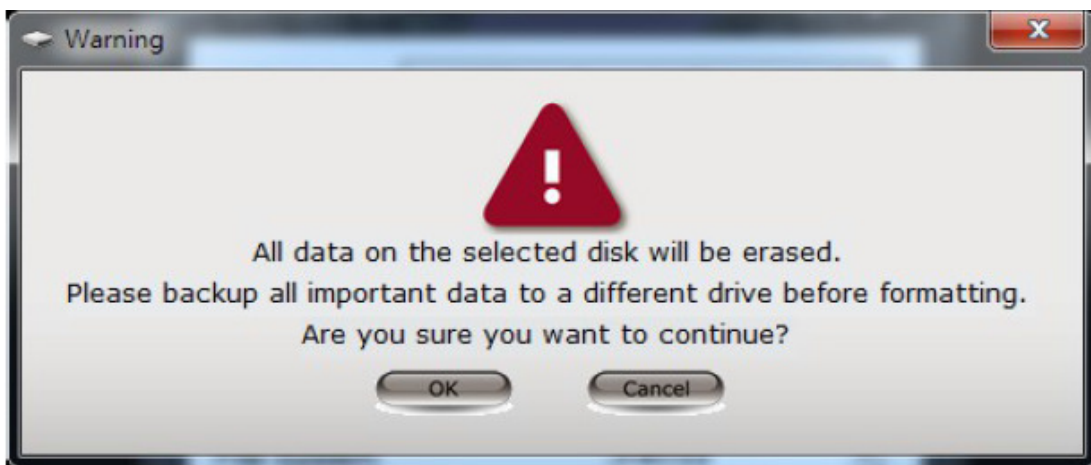 Warning
X
!
All data on the selected disk will be erased.
Please backup all important data to a different drive before formatting.
Are you sure you want to continue?
OK Cancel